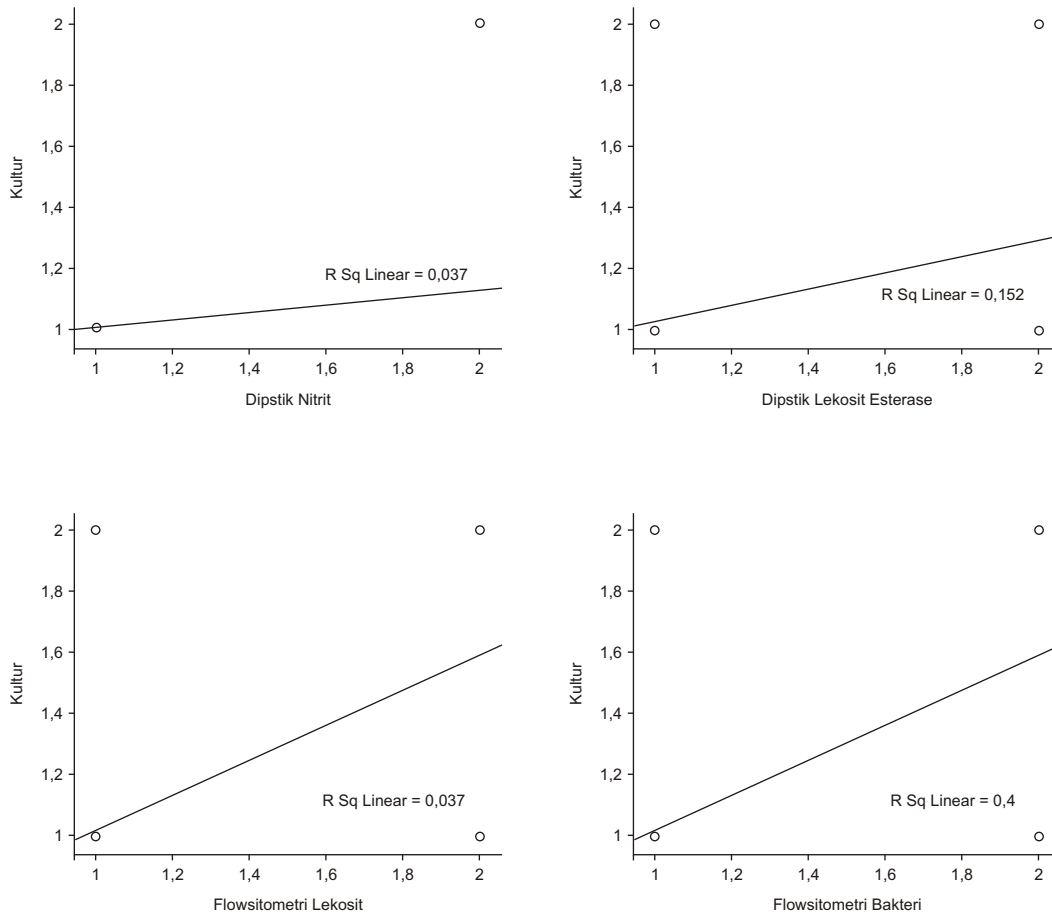 2
1,8
1,6
1,4
1,2
1
Kultur
R Sq Linear = 0,037
1 1,2 1,4 1,6 1,8 2
Dipstik Nitrit
2
1,8
1,6
1,4
1,2
1
Kultur
R Sq Linear = 0,152
1 1,2 1,4 1,6 1,8 2
Dipstik Lekosit Esterase
2
1,8
1,6
1,4
1,2
1
Kultur
R Sq Linear = 0,037
1 1,2 1,4 1,6 1,8 2
Flowsitometri Lekosit
2
1,8
1,6
1,4
1,2
1
Kultur
R Sq Linear = 0,4
1 1,2 1,4 1,6 1,8 2
Flowsitometri Bakteri